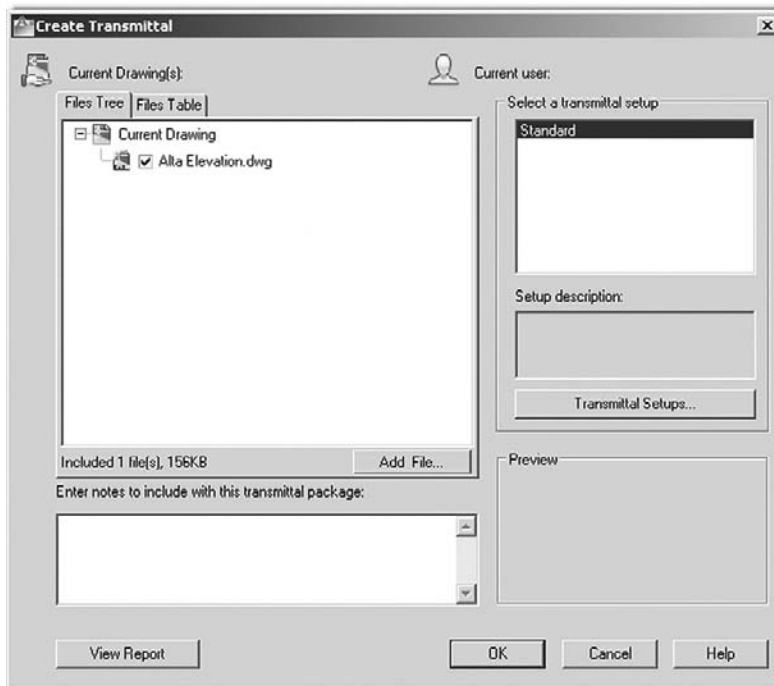 Create Transmittal
Current Drawing(s):
Current user:
Files Tree
Files Table
Current Drawing
Alta Elevation.dwg
Included 1 file(s), 156KB
Add File...
Enter notes to include with this transmittal package:
Select a transmittal setup
Standard
Setup description:
Transmittal Setups...
Preview
View Report
OK
Cancel
Help